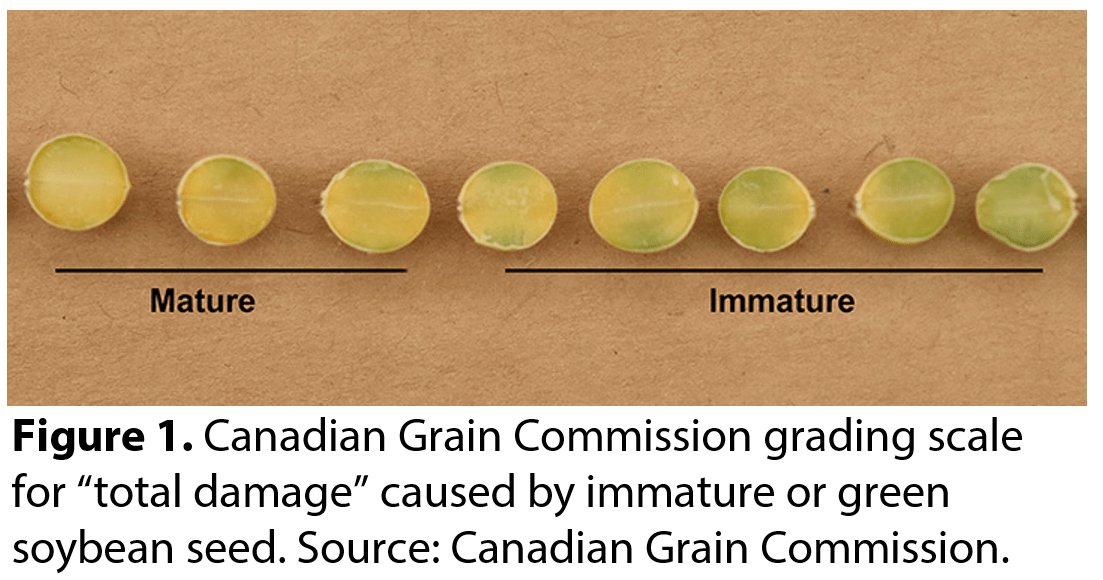 Mature
Immature
Figure 1. Canadian Grain Commission grading scale
for “total damage” caused by immature or green
soybean seed. Source: Canadian Grain Commission.